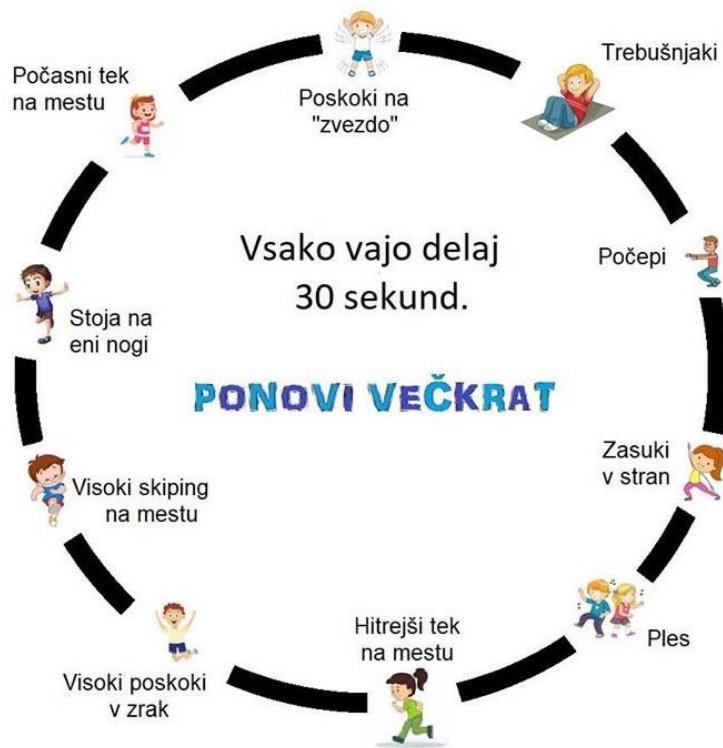 Poskoki na
"zvezdo"
Trebušnjaki
Počepi
Zasuki
v stran
Ples
Hitrejši tek
na mestu
Visoki poskoki
v zrak
Visoki skiping
na mestu
Stoja na
eni nogi
Počasni tek
na mestu
Vsako vajo delaj
30 sekund.
PONOVI VEČKRAT